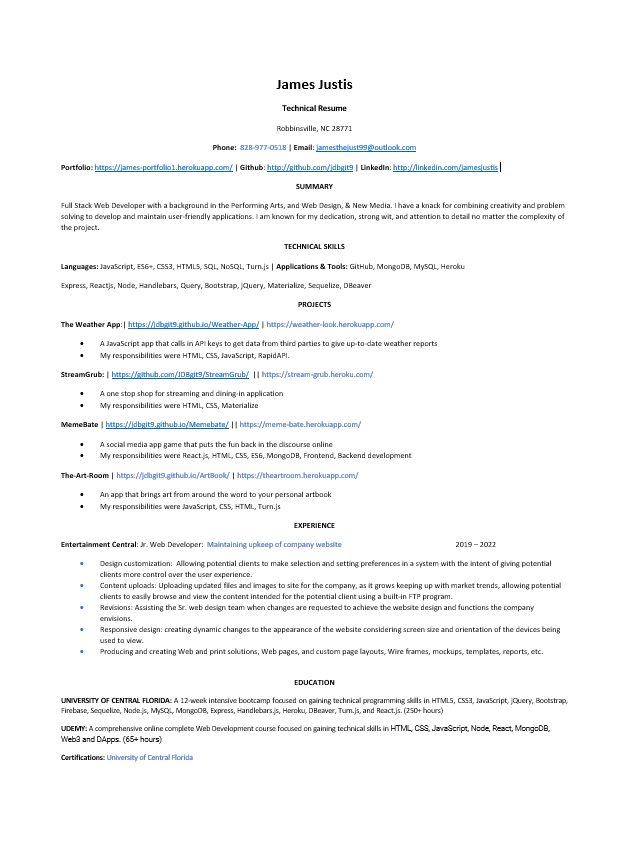 James Justis
Technical Resume
Robbinsville, NC 28771
Phone: 828-977-0518 | Email: jamesthejust99@outlook.com
Portfolio: https://james-portfolio1.herokuapp.com/ | Github: http://github.com/jdbgit9 | LinkedIn: http://linkedin.com/jamesjustis
SUMMARY
Full Stack Web Developer with a background in the Performing Arts, and Web Design, & New Media. I have a knack for combining creativity and problem
solving to develop and maintain user-friendly applications. I am known for my dedication, strong wit, and attention to detail no matter the complexity of
the project.
TECHNICAL SKILLS
Languages: JavaScript, ES6+, CSS3, HTML5, SQL, NoSQL, Turn.js | Applications & Tools: GitHub, MongoDB, MySQL, Heroku
Express, Reactjs, Node, Handlebars, Query, Bootstrap, jQuery, Materialize, Sequelize, DBeaver
PROJECTS
The Weather App:| https://jdbgit9.github.io/Weather-App/ | https://weather-look.herokuapp.com/
• A JavaScript app that calls in API keys to get data from third parties to give up-to-date weather reports
• My responsibilities were HTML, CSS, JavaScript, RapidAPI.
StreamGrub: | https://github.com/JDBgit9/StreamGrub/ || https://stream-grub.heroku.com/
• A one stop shop for streaming and dining-in application
• My responsibilities were HTML, CSS, Materialize
MemeBate | https://jdbgit9.github.io/Memebate/ || https://meme-bate.herokuapp.com/
• A social media app game that puts the fun back in the discourse online
• My responsibilities were React.js, HTML, CSS, ES6, MongoDB, Frontend, Backend development
The-Art-Room | https://jdbgit9.github.io/ArtBook/ | https://theartroom.herokuapp.com/
• An app that brings art from around the word to your personal artbook
• My responsibilities were JavaScript, CSS, HTML, Turn.js
EXPERIENCE
Entertainment Central: Jr. Web Developer: Maintaining upkeep of company website 2019 – 2022
• Design customization: Allowing potential clients to make selection and setting preferences in a system with the intent of giving potential
clients more control over the user experience.
• Content uploads: Uploading updated files and images to site for the company, as it grows keeping up with market trends, allowing potential
clients to easily browse and view the content intended for the potential client using a built-in FTP program.
• Revisions: Assisting the Sr. web design team when changes are requested to achieve the website design and functions the company
envisions.
• Responsive design: creating dynamic changes to the appearance of the website considering screen size and orientation of the devices being
used to view.
• Producing and creating Web and print solutions, Web pages, and custom page layouts, Wire frames, mockups, templates, reports, etc.
EDUCATION
UNIVERSITY OF CENTRAL FLORIDA: A 12-week intensive bootcamp focused on gaining technical programming skills in HTML5, CSS3, JavaScript, jQuery, Bootstrap,
Firebase, Sequelize, Node.js, MySQL, MongoDB, Express, Handlebars.js, Heroku, DBeaver, Turn.js, and React.js. (250+ hours)
UDEMY: A comprehensive online complete Web Development course focused on gaining technical skills in HTML, CSS, JavaScript, Node, React, MongoDB,
Web3 and DApps. (65+ hours)
Certifications: University of Central Florida